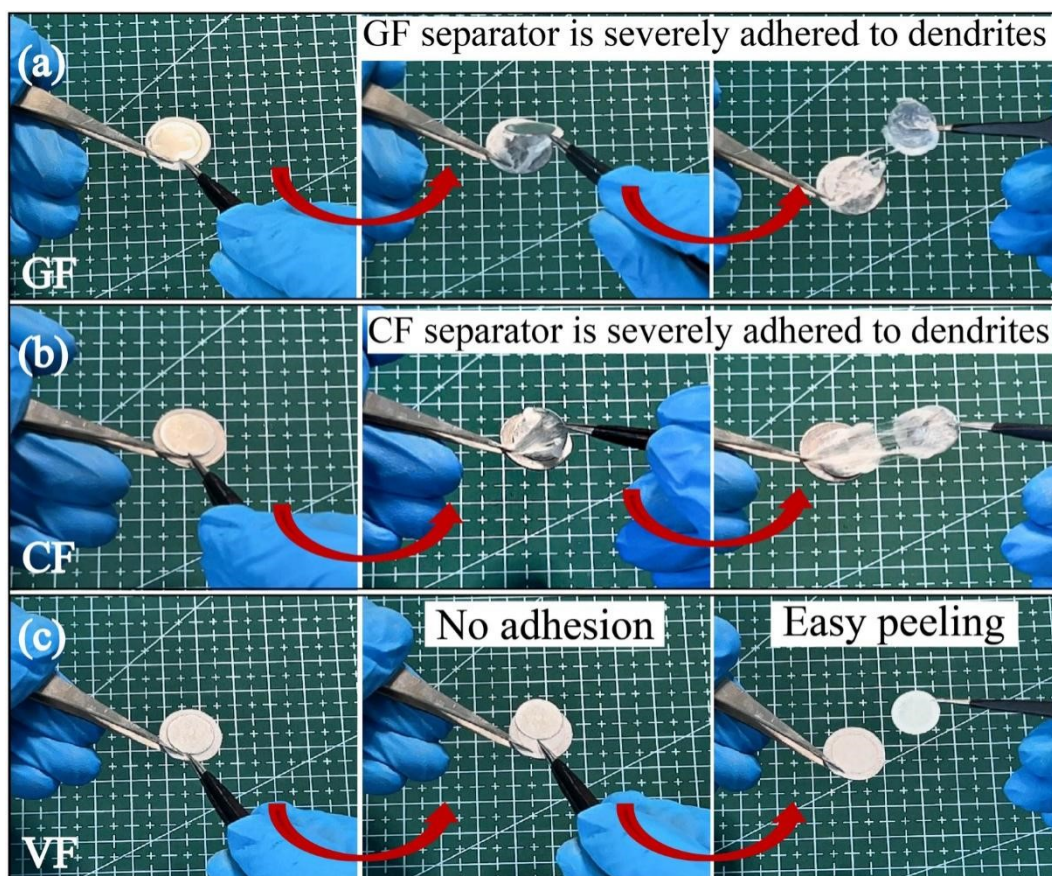 (a)
GF separator is severely adhered to dendrites
GF
(b)
CF separator is severely adhered to dendrites
CF
(c)
No adhesion
Easy peeling
VF